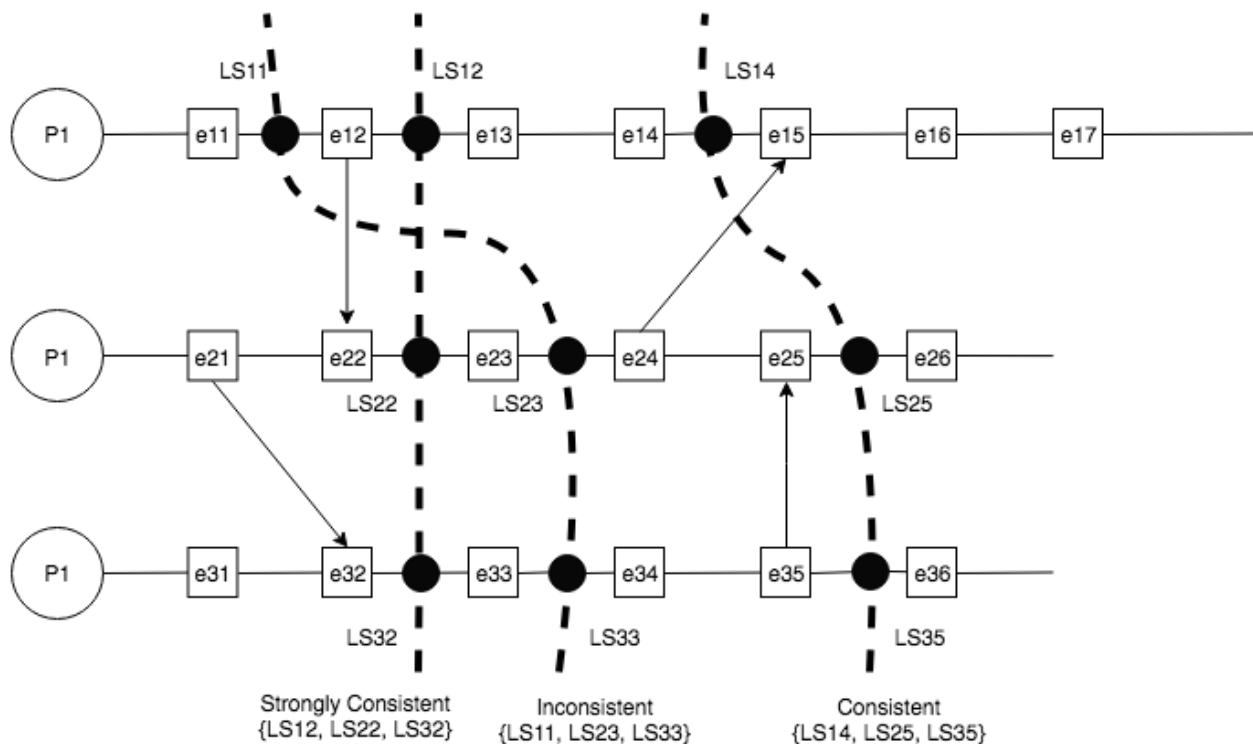 LS11
LS12
LS14
P1
e11
e12
e13
e14
e15
e16
e17
P1
e21
e22
e23
e24
e25
e26
LS22
LS23
LS25
P1
e31
e32
e33
e34
e35
e36
LS32
LS33
LS35
Strongly Consistent
{LS12, LS22, LS32}
Inconsistent
{LS11, LS23, LS33}
Consistent
{LS14, LS25, LS35}